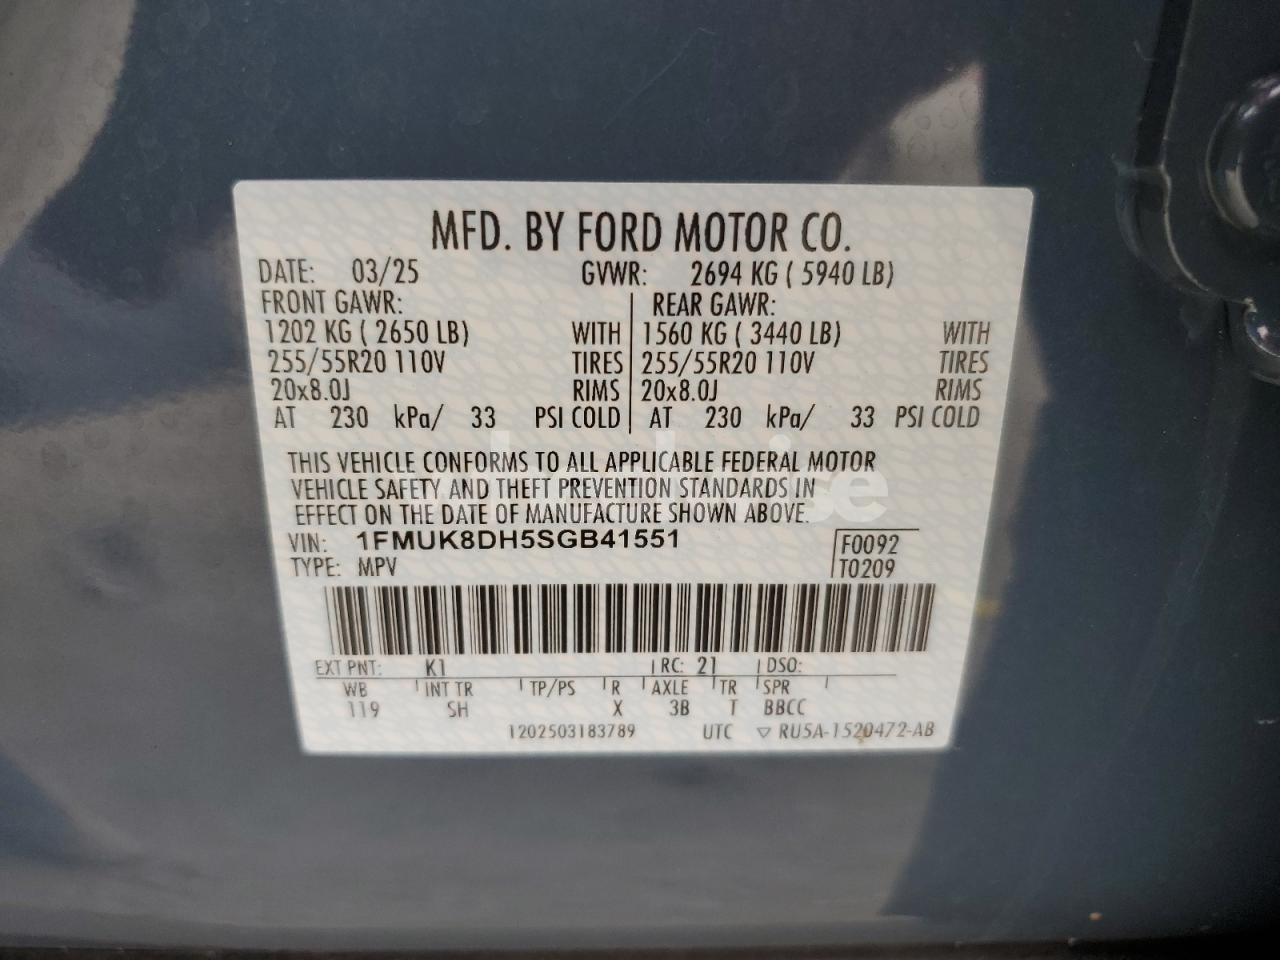 MFD. BY FORD MOTOR CO.
DATE: 03/25 GVWR: 2694 KG ( 5940 LB)
FRONT GAWR: REAR GAWR:
1202 KG ( 2650 LB) WITH 1560 KG ( 3440 LB) WITH
255/55R20 110V TIRES 255/55R20 110V TIRES
20x8.0J RIMS 20x8.0J RIMS
AT 230 kPa/ 33 PSI COLD AT 230 kPa/ 33 PSI COLD
THIS VEHICLE CONFORMS TO ALL APPLICABLE FEDERAL MOTOR
VEHICLE SAFETY AND THEFT PREVENTION STANDARDS IN
EFFECT ON THE DATE OF MANUFACTURE SHOWN ABOVE.
VIN: 1FMUK8DH5SGB41551 F0092
TYPE: MPV T0209
EXT PNT: K1 RC: 21 DSO:
WB INT TR TP/PS R AXLE TR SPR
119 SH X 3B T BBCC
1202503183789 UTC ▽ RU5A-1520472-AB